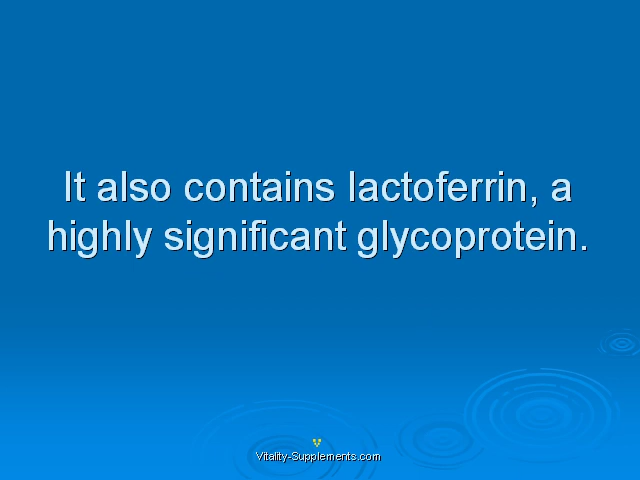 It also contains lactoferrin, a
highly significant glycoprotein.
Vitality-Supplements.com